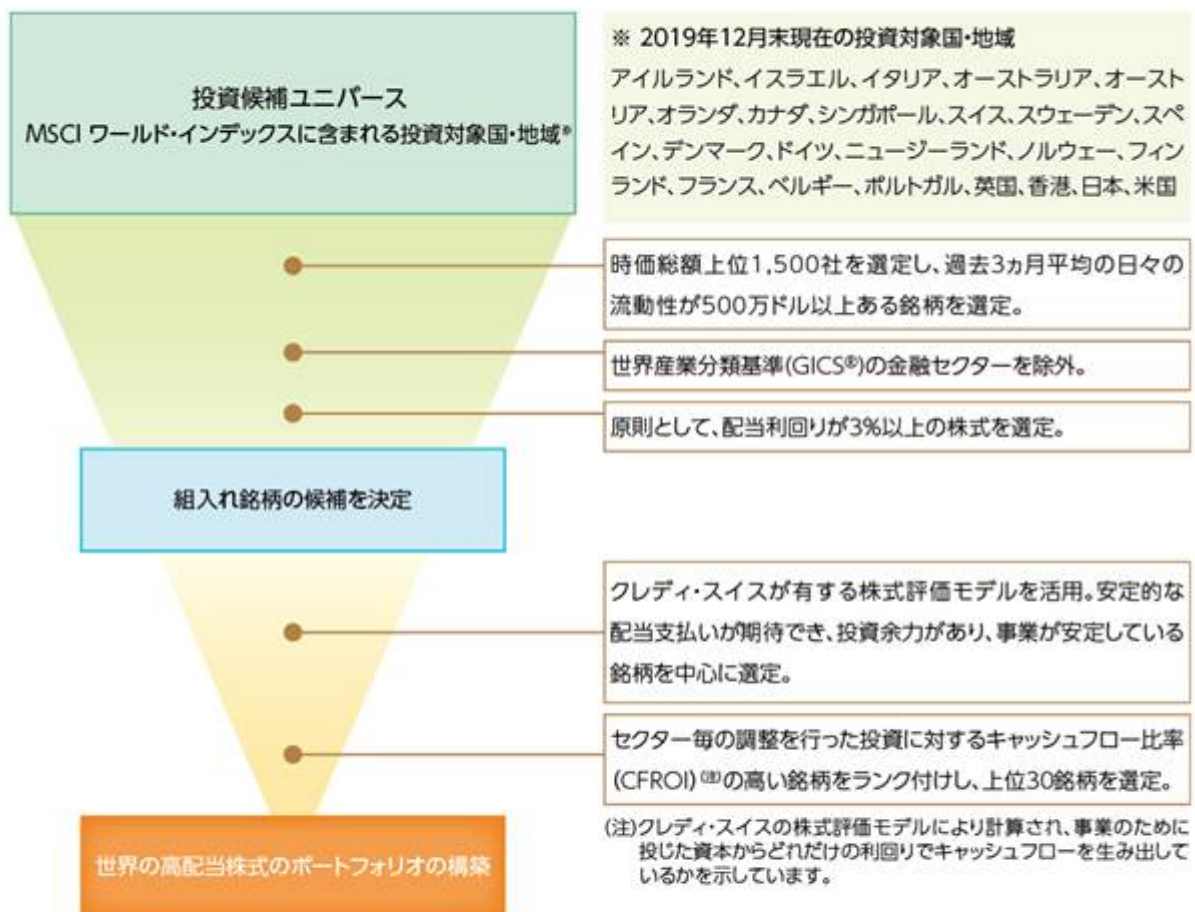 投資候補ユニバース
MSCI ワールド・インデックスに含まれる投資対象国・地域※
※ 2019年12月末現在の投資対象国・地域
アイルランド、イスラエル、イタリア、オーストラリア、オースト
リア、オランダ、カナダ、シンガポール、スイス、スウェーデン、スペ
イン、デンマーク、ドイツ、ニュージーランド、ノルウェー、フィン
ランド、フランス、ベルギー、ポルトガル、英国、香港、日本、米国
時価総額上位1,500社を選定し、過去3ヵ月平均の日々の
流動性が500万ドル以上ある銘柄を選定。
世界産業分類基準(GICS®)の金融セクターを除外。
原則として、配当利回りが3%以上の株式を選定。
組入れ銘柄の候補を決定
クレディ・スイスが有する株式評価モデルを活用。安定的な
配当支払いが期待でき、投資余力があり、事業が安定している
銘柄を中心に選定。
セクター毎の調整を行った投資に対するキャッシュフロー比率
(CFROI)(注)の高い銘柄をランク付けし、上位30銘柄を選定。
(注)クレディ・スイスの株式評価モデルにより計算され、事業のために
投じた資本からどれだけの利回りでキャッシュフローを生み出して
いるかを示しています。
世界の高配当株式のポートフォリオの構築